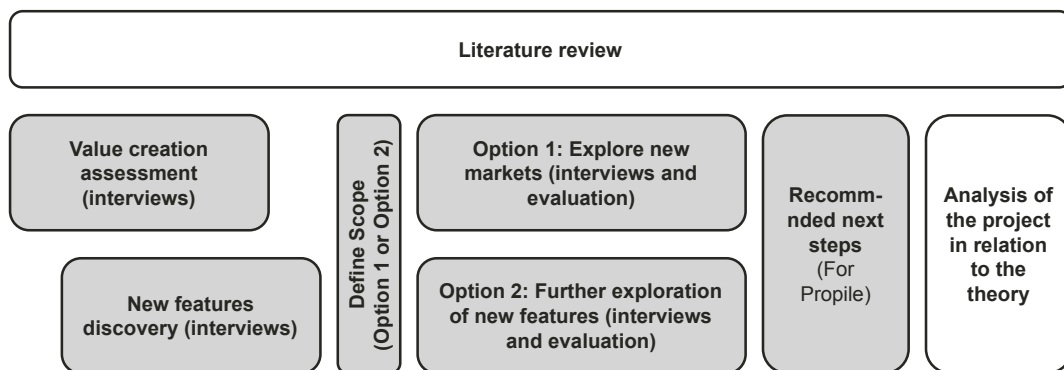 Literature review
Value creation
assessment
(interviews)
New features
discovery (interviews)
Define Scope
(Option 1 or Option 2)
Option 1: Explore new
markets (interviews and
evaluation)
Option 2: Further exploration
of new features (interviews
and evaluation)
Recomm-
nded next
steps
(For
Propile)
Analysis of
the project
in relation
to the
theory